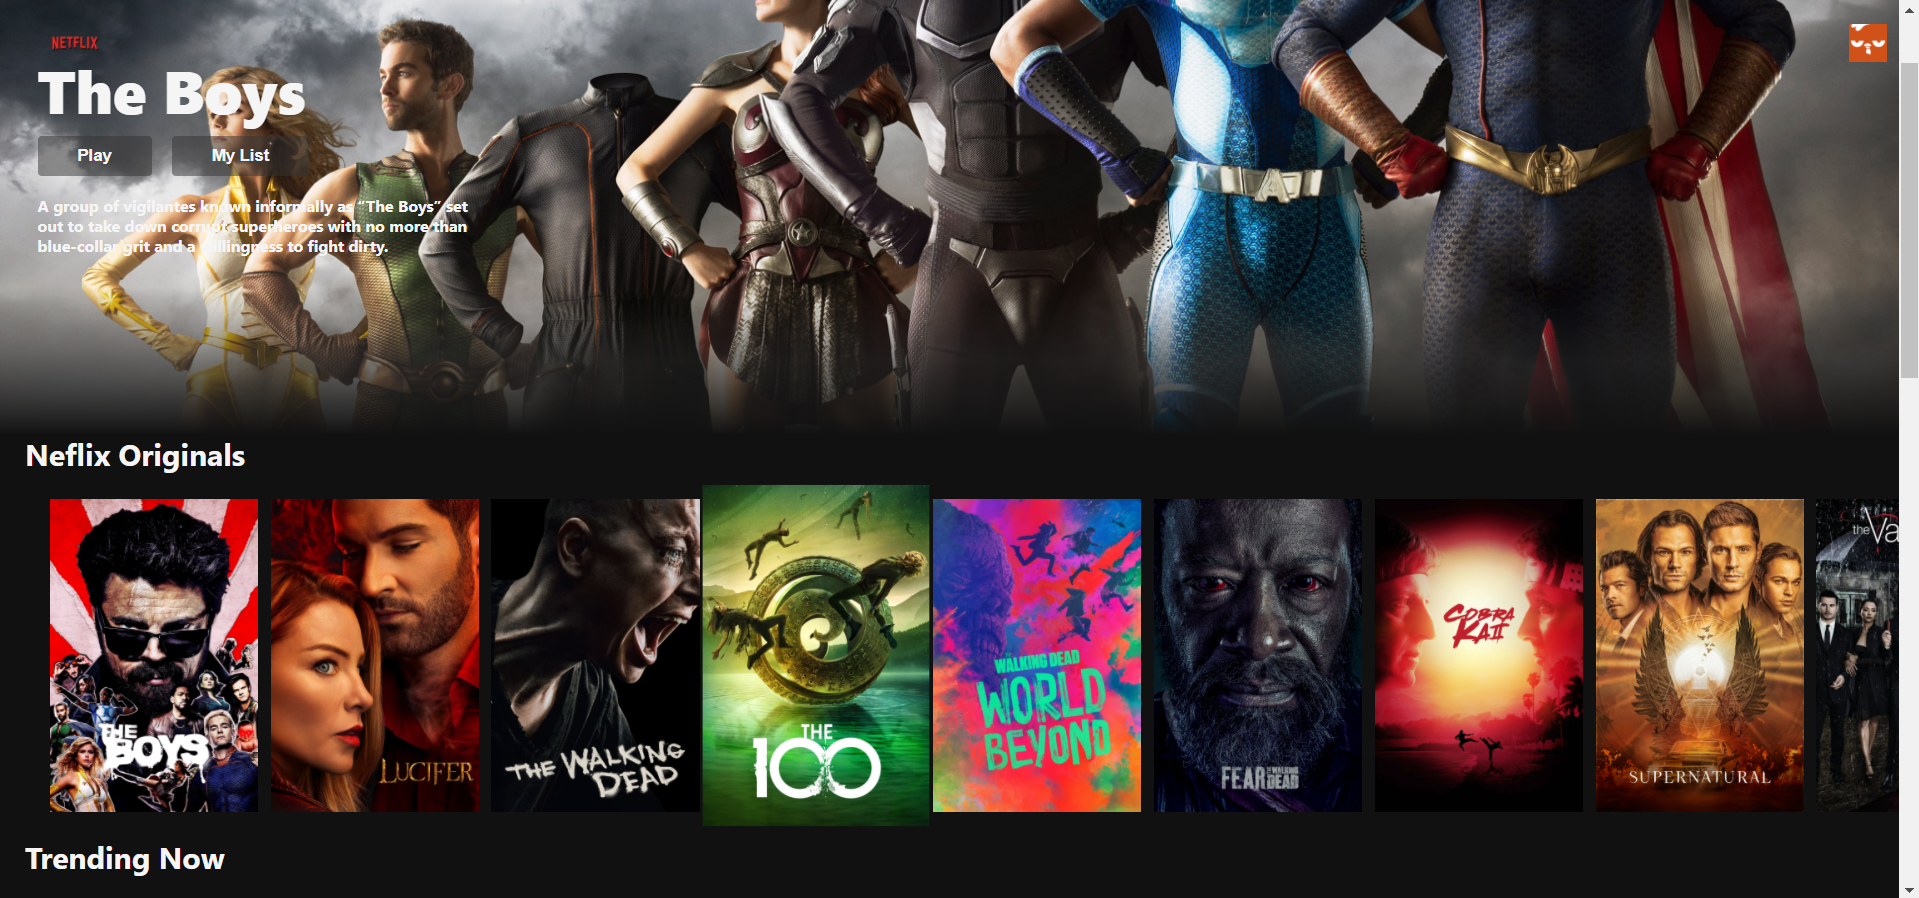 NETFLIX
The Boys
Play
My List
A group of vigilantes known informally as “The Boys” set
out to take down corrupt superheroes with no more than
blue-collar grit and a willingness to fight dirty.
A
Neflix Originals
THE
BOYS
LUCIFER
THE WALKING
DEAD
THE
100
THE
WALKING DEAD
WORLD
BEYOND
FEAR THE WALKING
DEAD
COBRA
KAI
SUPERNATURAL
the Va
Trending Now